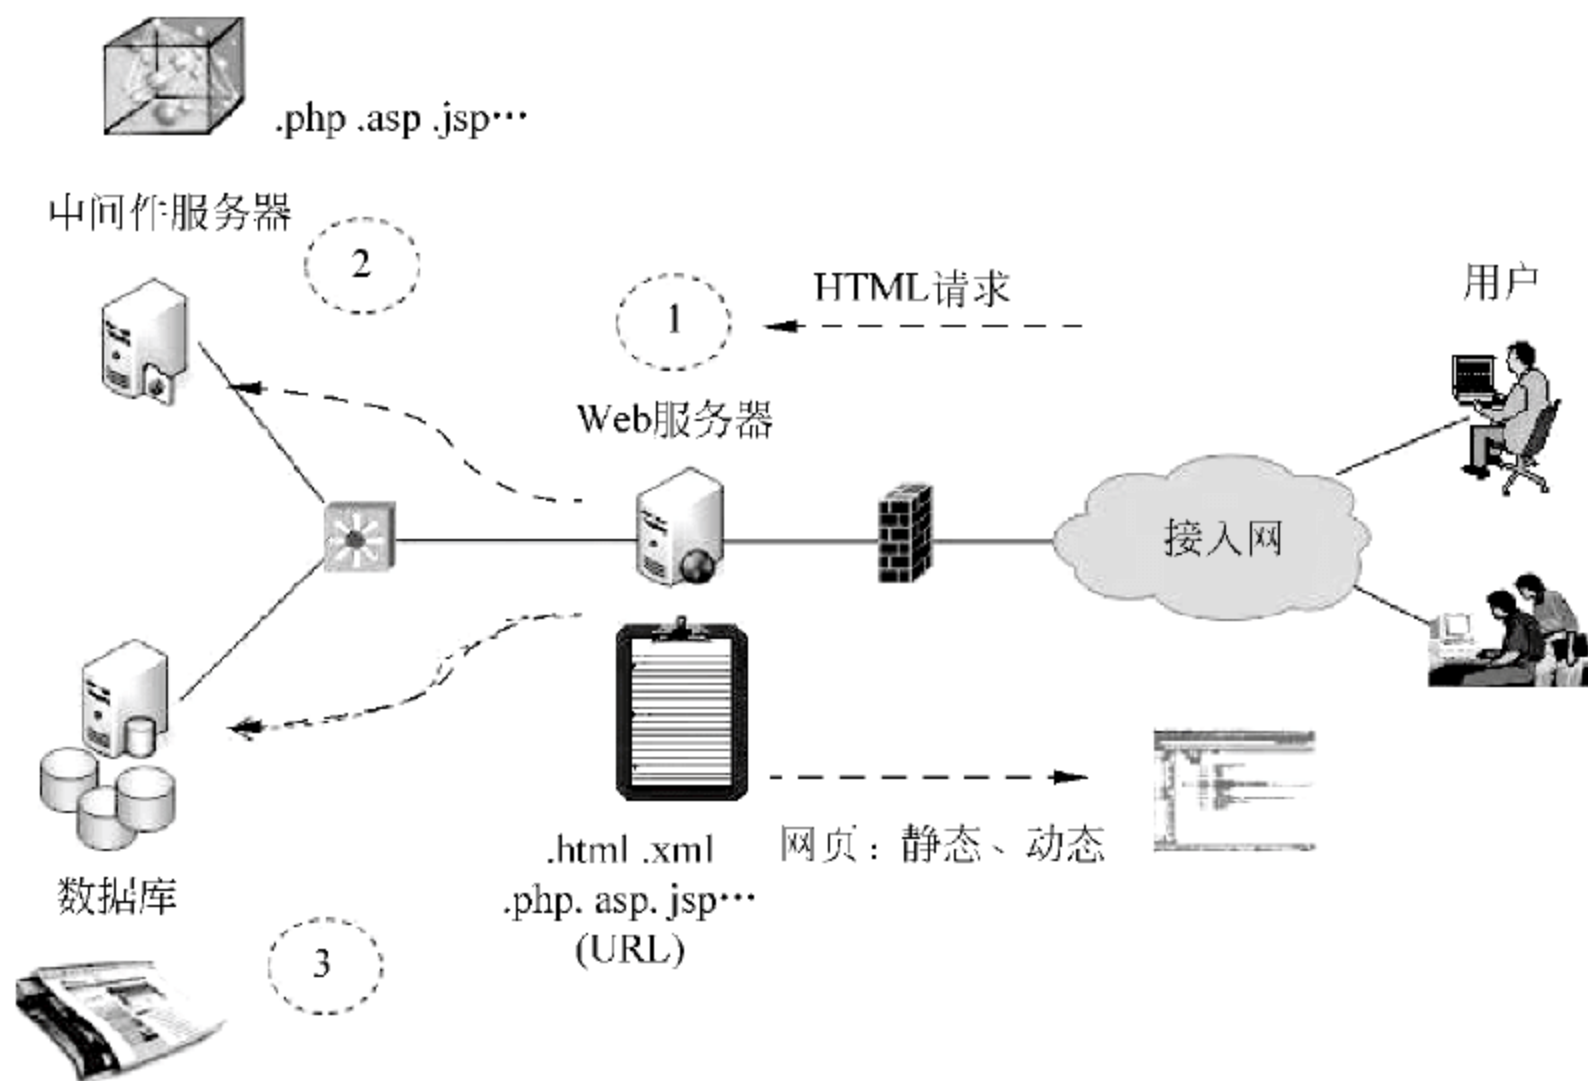 .php .asp .jsp…
中间件服务器
2
1
HTML请求
用户
Web服务器
接入网
.html .xml
.php. asp. jsp…
(URL)
网页：静态、动态
数据库
3